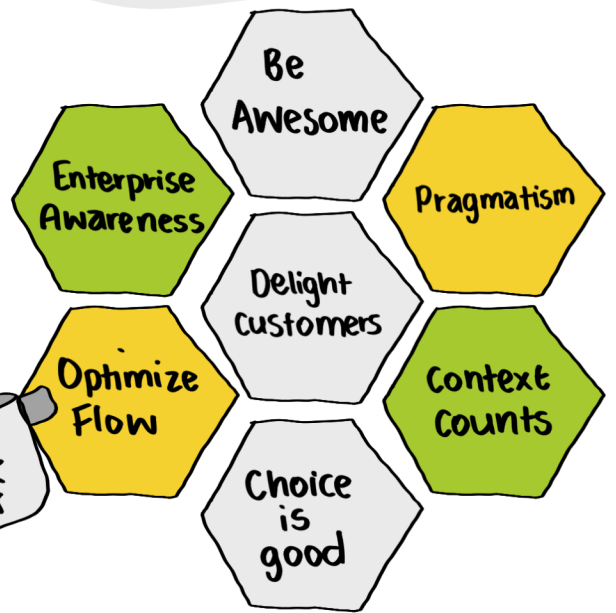 Be
Awesome
Enterprise
Awareness
Pragmatism
Delight
Customers
Optimize
Flow
Context
Counts
Choice
is
good